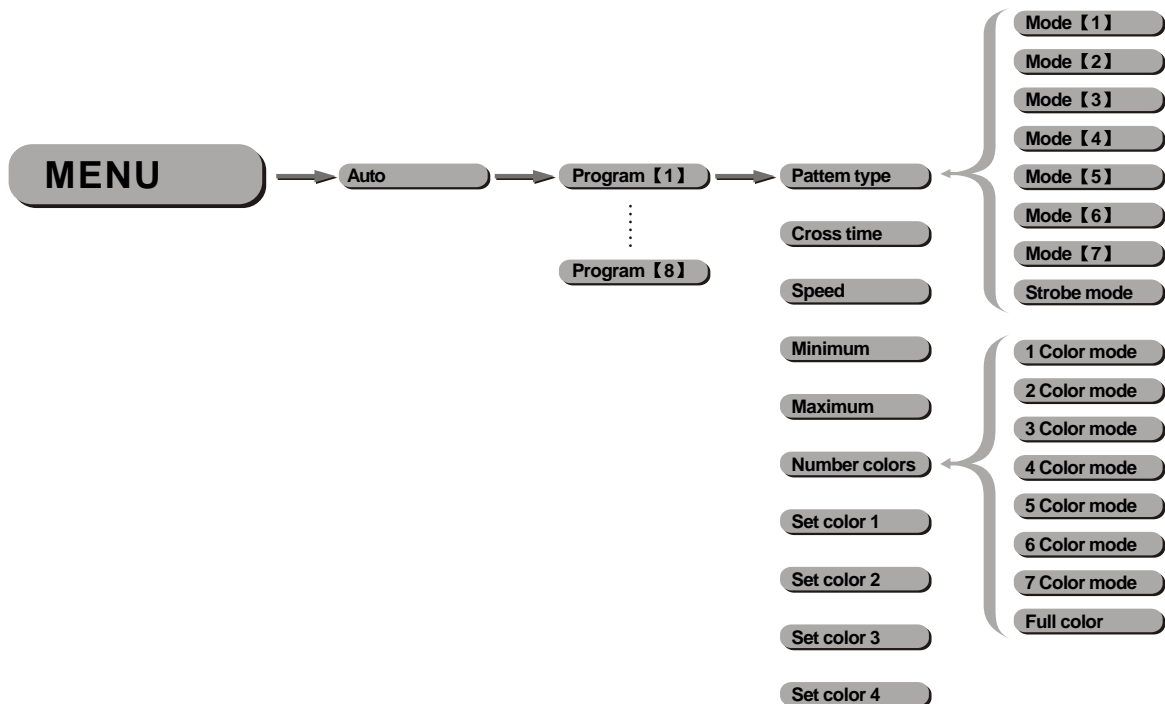 MENU
Auto
Program【1】
Program【8】
Pattem type
Cross time
Speed
Minimum
Maximum
Number colors
Set color 1
Set color 2
Set color 3
Set color 4
Mode【1】
Mode【2】
Mode【3】
Mode【4】
Mode【5】
Mode【6】
Mode【7】
Strobe mode
1 Color mode
2 Color mode
3 Color mode
4 Color mode
5 Color mode
6 Color mode
7 Color mode
Full color